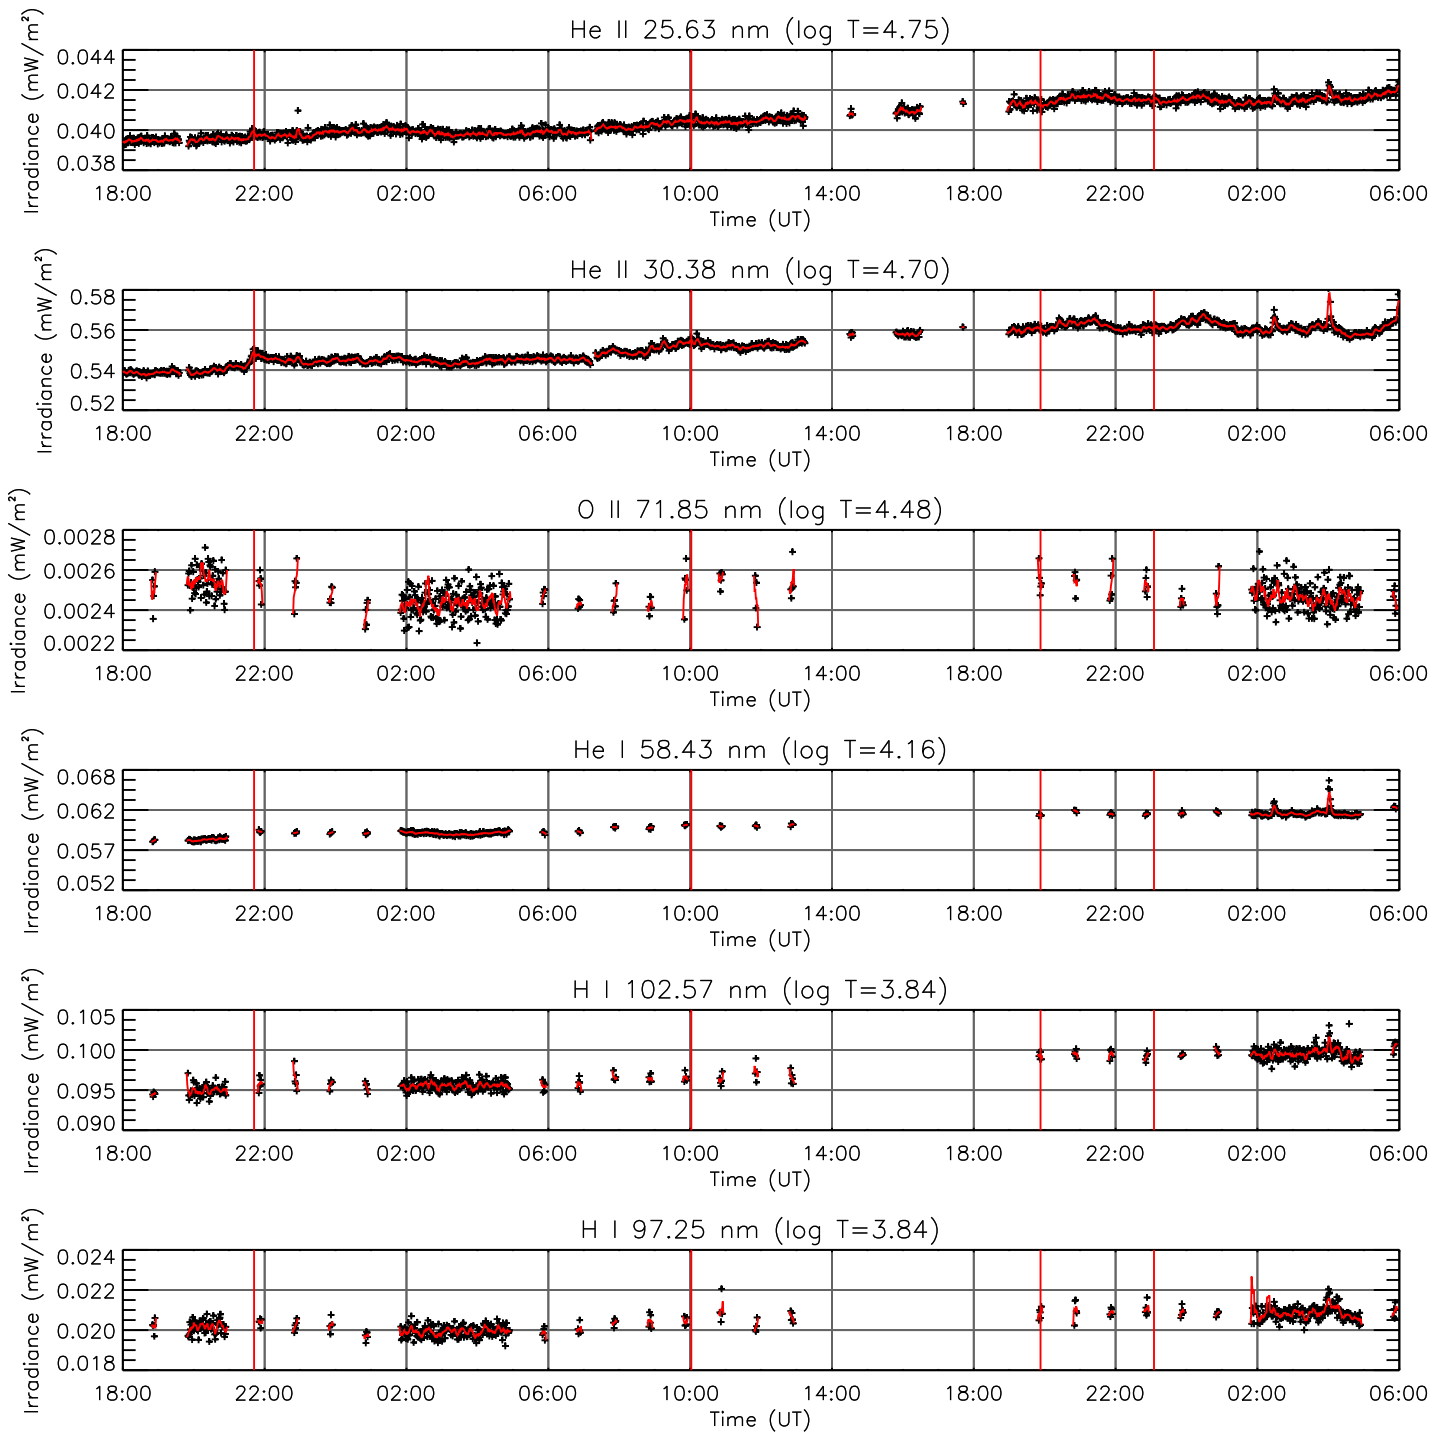 He II 25.63 nm (log T=4.75)
Irradiance (mW/m²)
0.044
0.042
0.040
0.038
18:00 22:00 02:00 06:00 10:00 14:00 18:00 22:00 02:00 06:00
Time (UT)
He II 30.38 nm (log T=4.70)
Irradiance (mW/m²)
0.58
0.56
0.54
0.52
18:00 22:00 02:00 06:00 10:00 14:00 18:00 22:00 02:00 06:00
Time (UT)
O II 71.85 nm (log T=4.48)
Irradiance (mW/m²)
0.0028
0.0026
0.0024
0.0022
18:00 22:00 02:00 06:00 10:00 14:00 18:00 22:00 02:00 06:00
Time (UT)
He I 58.43 nm (log T=4.16)
Irradiance (mW/m²)
0.068
0.062
0.057
0.052
18:00 22:00 02:00 06:00 10:00 14:00 18:00 22:00 02:00 06:00
Time (UT)
H I 102.57 nm (log T=3.84)
Irradiance (mW/m²)
0.105
0.100
0.095
0.090
18:00 22:00 02:00 06:00 10:00 14:00 18:00 22:00 02:00 06:00
Time (UT)
H I 97.25 nm (log T=3.84)
Irradiance (mW/m²)
0.024
0.022
0.020
0.018
18:00 22:00 02:00 06:00 10:00 14:00 18:00 22:00 02:00 06:00
Time (UT)